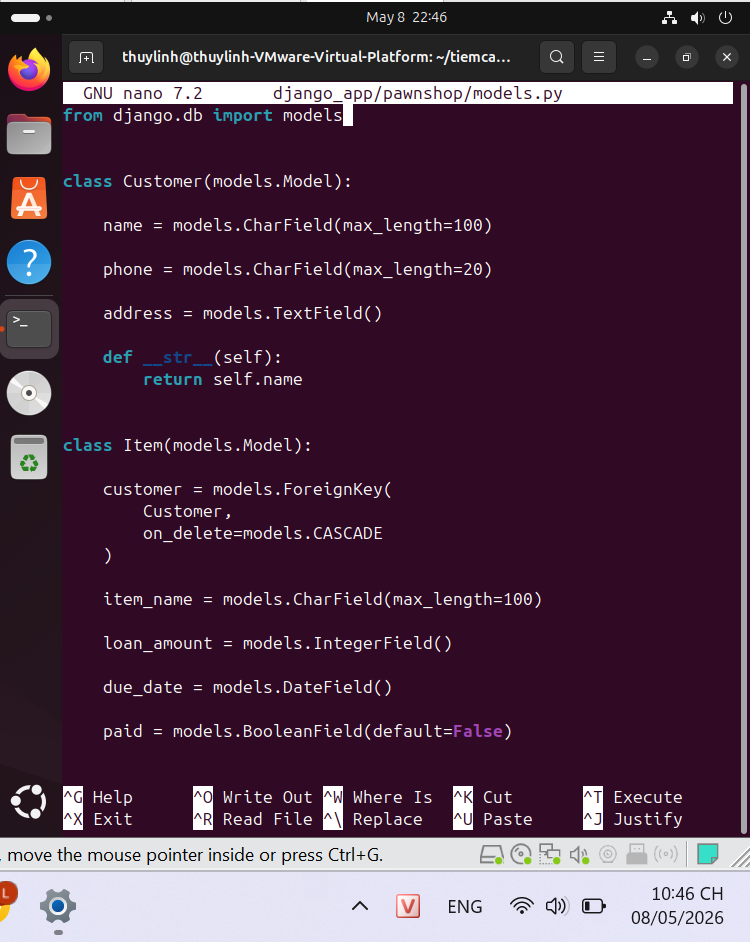 May 8 22:46
thuylinh@thuylinh-VMware-Virtual-Platform: ~/tiemca...
GNU nano 7.2 django_app/pawnshop/models.py
from django.db import models
class Customer(models.Model):
name = models.CharField(max_length=100)
phone = models.CharField(max_length=20)
address = models.TextField()
def __str__(self):
return self.name
class Item(models.Model):
customer = models.ForeignKey(
Customer,
on_delete=models.CASCADE
)
item_name = models.CharField(max_length=100)
loan_amount = models.IntegerField()
due_date = models.DateField()
paid = models.BooleanField(default=False)
^G Help ^O Write Out ^W Where Is ^K Cut ^T Execute
^X Exit ^R Read File ^\ Replace ^U Paste ^J Justify
, move the mouse pointer inside or press Ctrl+G.
L
V
ENG
10:46 CH
08/05/2026